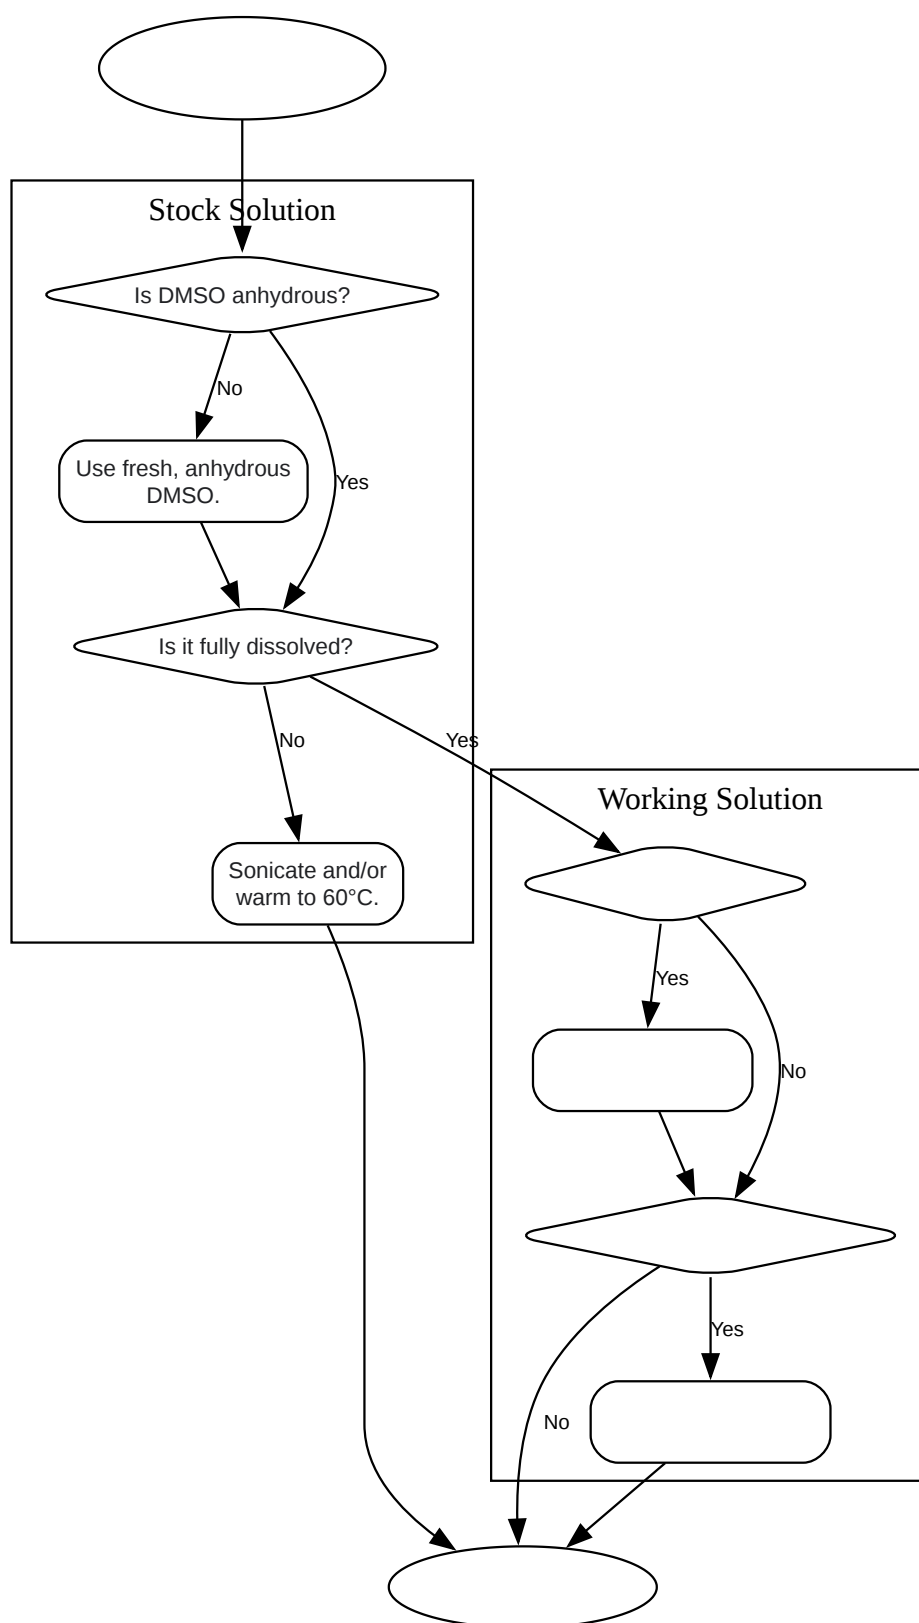 Stock Solution
Is DMSO anhydrous?
No
Use fresh, anhydrous
DMSO.
Yes
Is it fully dissolved?
No
Yes
Sonicate and/or
warm to 60°C.
Working Solution
Yes
No
Yes
No